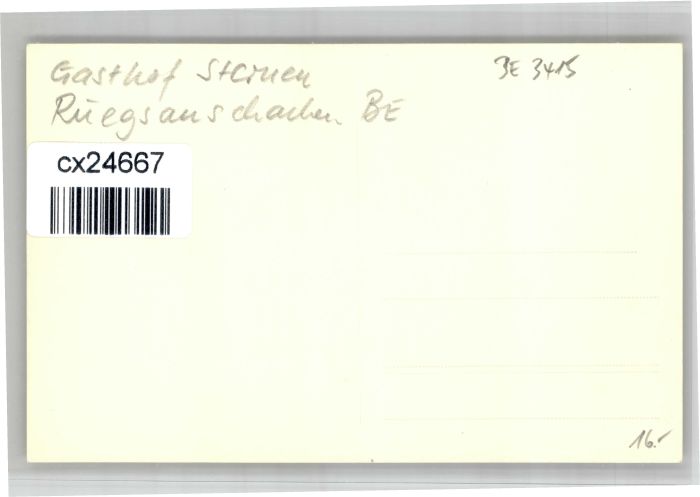 Gasthof Sternen
BE 3415
Rüegsauschachen BE
cx24667
16.-